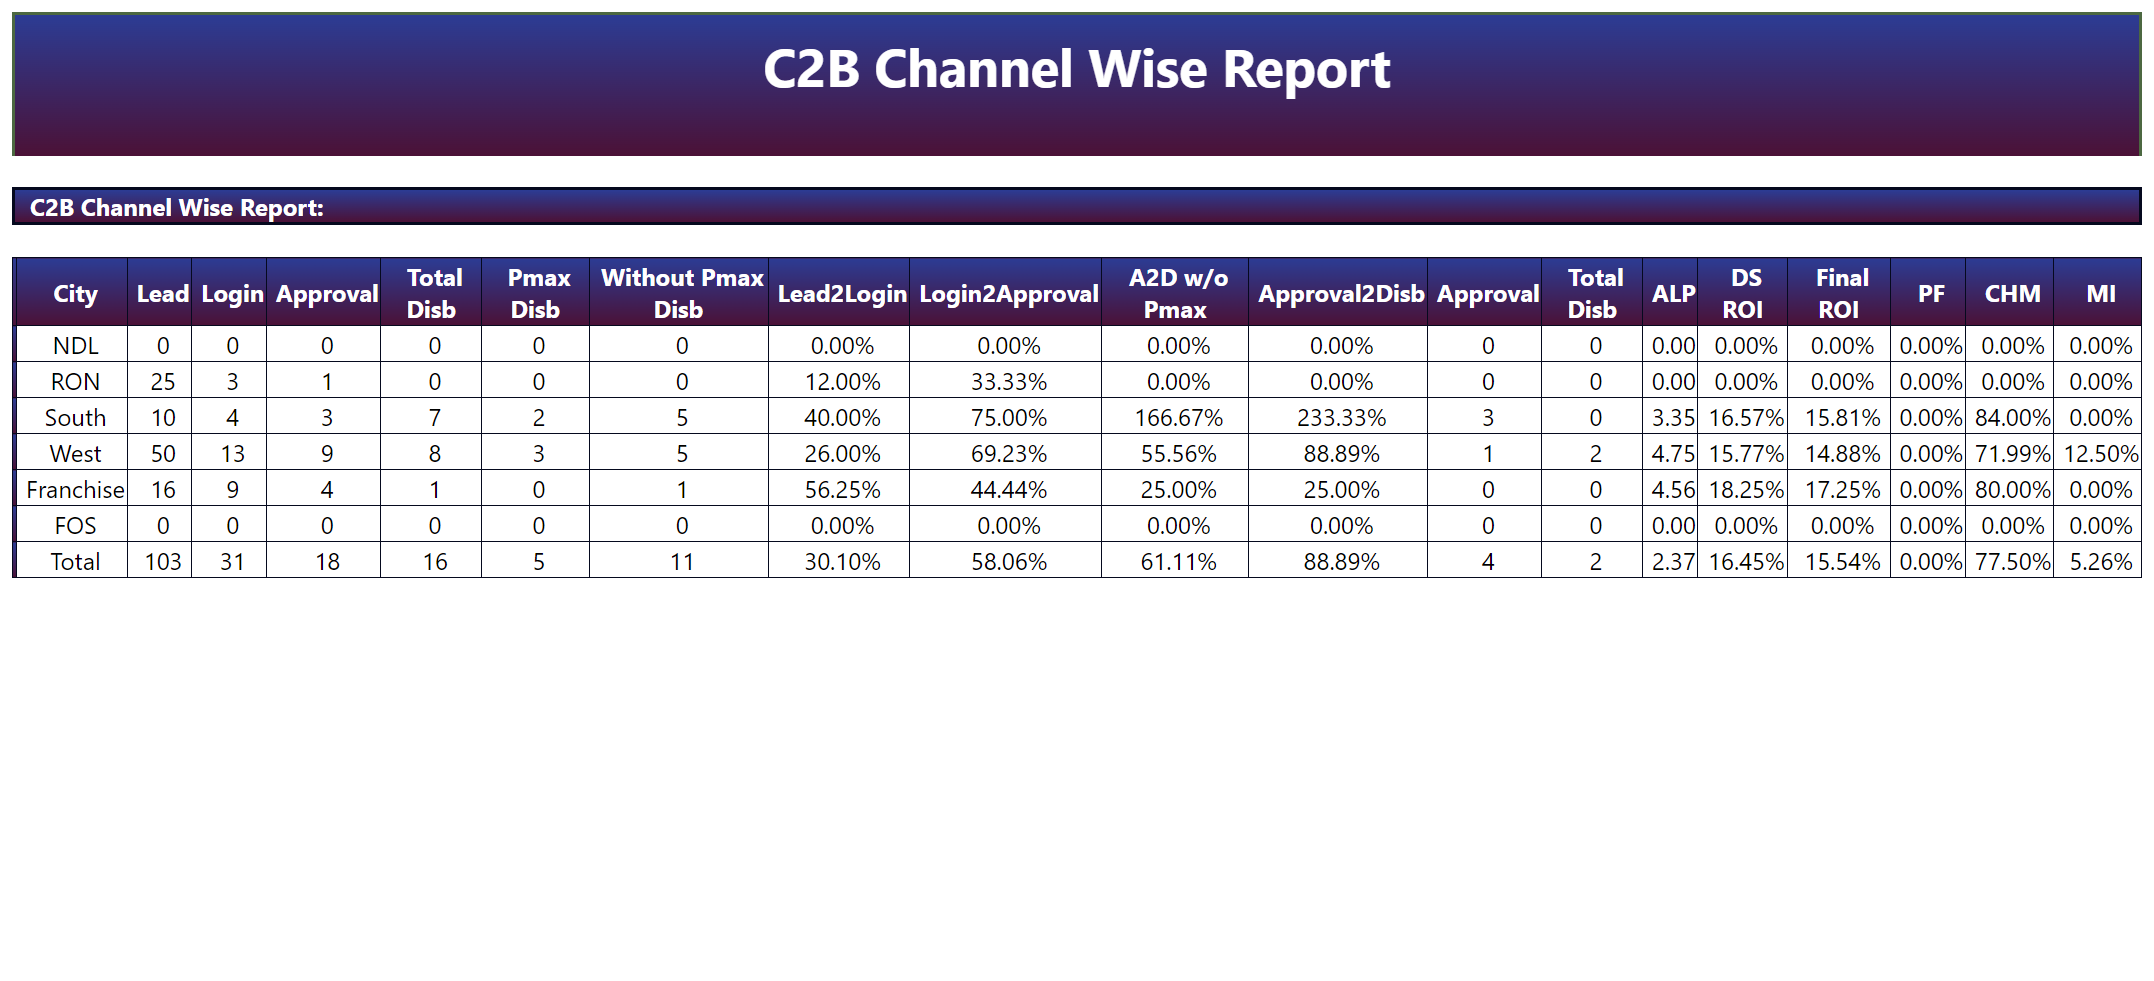 C2B Channel Wise Report
C2B Channel Wise Report:
City Lead Login Approval Total Disb Pmax Disb Without Pmax Disb Lead2Login Login2Approval A2D w/o Pmax Approval2Disb Approval Total Disb ALP DS ROI Final ROI PF CHM MI
NDL 0 0 0 0 0 0 0.00% 0.00% 0.00% 0.00% 0 0 0.00 0.00% 0.00% 0.00% 0.00% 0.00%
RON 25 3 1 0 0 0 12.00% 33.33% 0.00% 0.00% 0 0 0.00 0.00% 0.00% 0.00% 0.00% 0.00%
South 10 4 3 7 2 5 40.00% 75.00% 166.67% 233.33% 3 0 3.35 16.57% 15.81% 0.00% 84.00% 0.00%
West 50 13 9 8 3 5 26.00% 69.23% 55.56% 88.89% 1 2 4.75 15.77% 14.88% 0.00% 71.99% 12.50%
Franchise 16 9 4 1 0 1 56.25% 44.44% 25.00% 25.00% 0 0 4.56 18.25% 17.25% 0.00% 80.00% 0.00%
FOS 0 0 0 0 0 0 0.00% 0.00% 0.00% 0.00% 0 0 0.00 0.00% 0.00% 0.00% 0.00% 0.00%
Total 103 31 18 16 5 11 30.10% 58.06% 61.11% 88.89% 4 2 2.37 16.45% 15.54% 0.00% 77.50% 5.26%